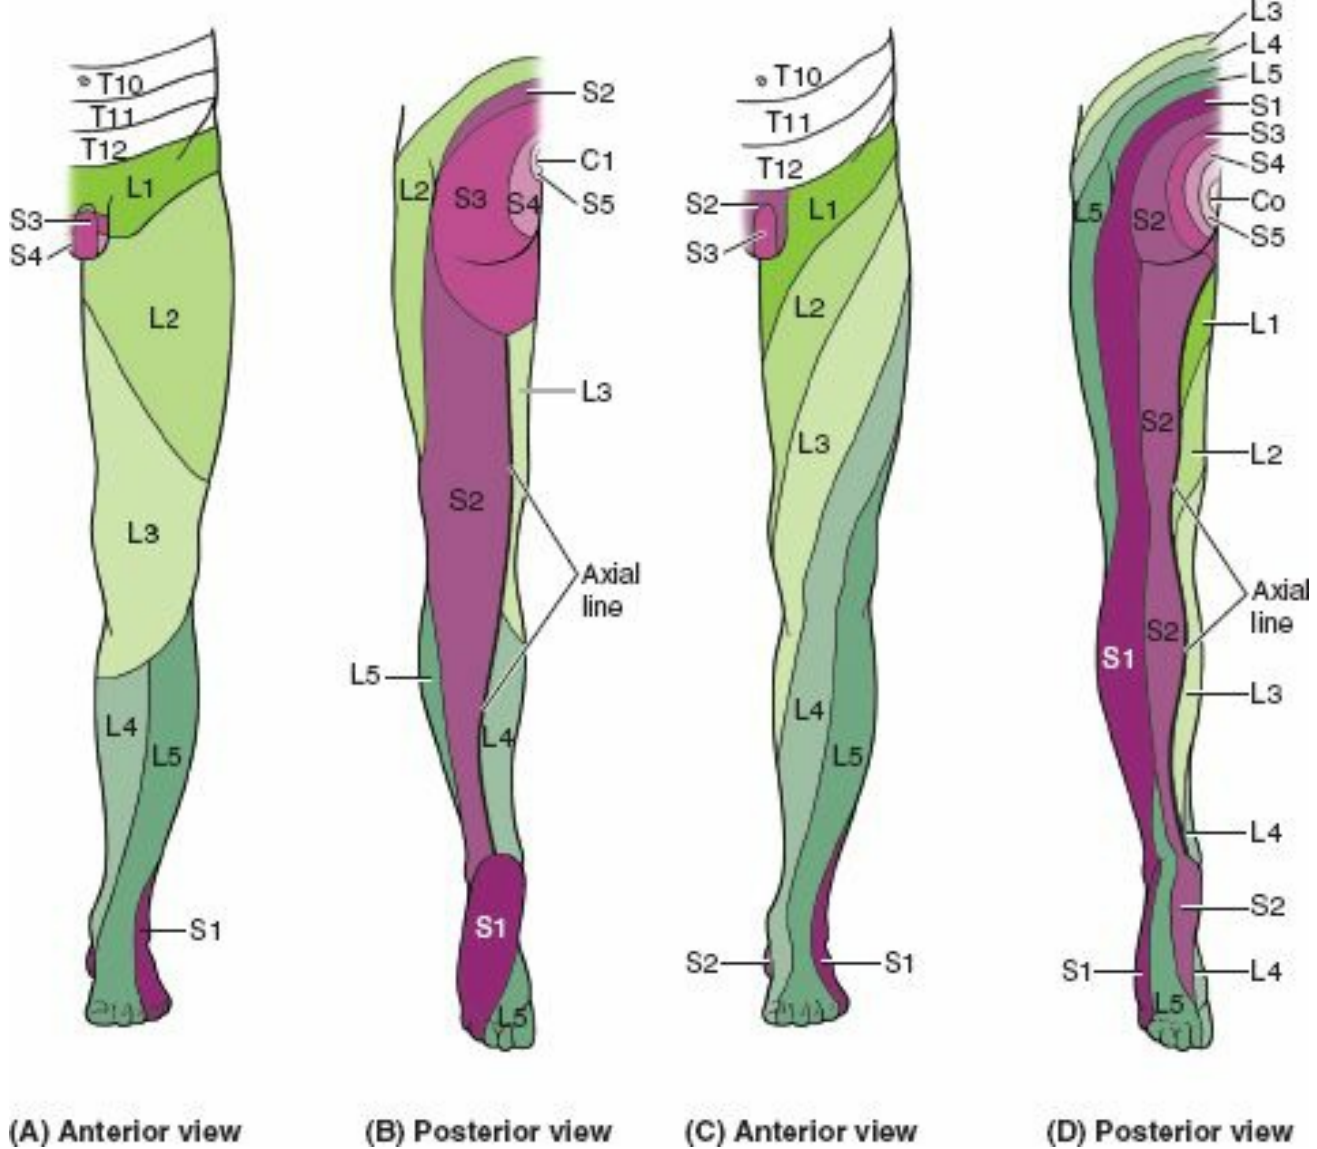 T10
T11
T12
L1
S3
S4
L2
L3
L4
L5
S1
(A) Anterior view
S2
C1
S5
L2
S3
S4
L3
S2
Axial
line
L5
L4
S1
L5
(B) Posterior view
T10
T11
T12
S2
L1
S3
L2
L3
L4
L5
S2
S1
(C) Anterior view
L3
L4
L5
S1
S3
S4
Co
S5
L5
S2
L1
S2
L2
Axial
line
S2
S1
L3
L4
S2
S1
L4
L5
(D) Posterior view